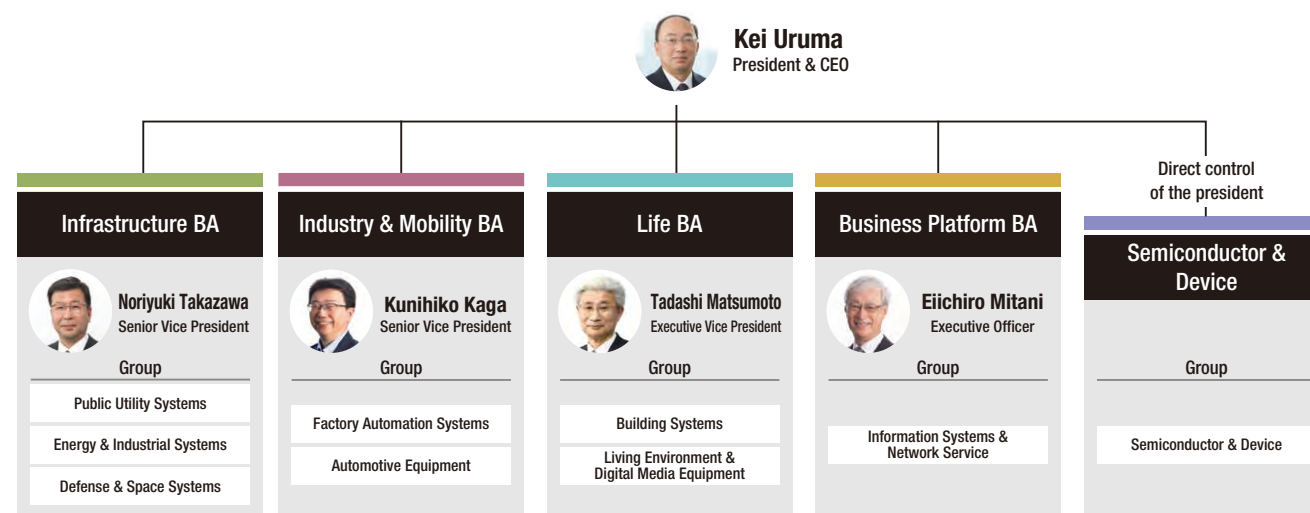 Kei Uruma
President & CEO
Direct control
of the president
Infrastructure BA
Noriyuki Takazawa
Senior Vice President
Group
Public Utility Systems
Energy & Industrial Systems
Defense & Space Systems
Industry & Mobility BA
Kunihiko Kaga
Senior Vice President
Group
Factory Automation Systems
Automotive Equipment
Life BA
Tadashi Matsumoto
Executive Vice President
Group
Building Systems
Living Environment &
Digital Media Equipment
Business Platform BA
Eiichiro Mitani
Executive Officer
Group
Information Systems &
Network Service
Semiconductor &
Device
Group
Semiconductor & Device